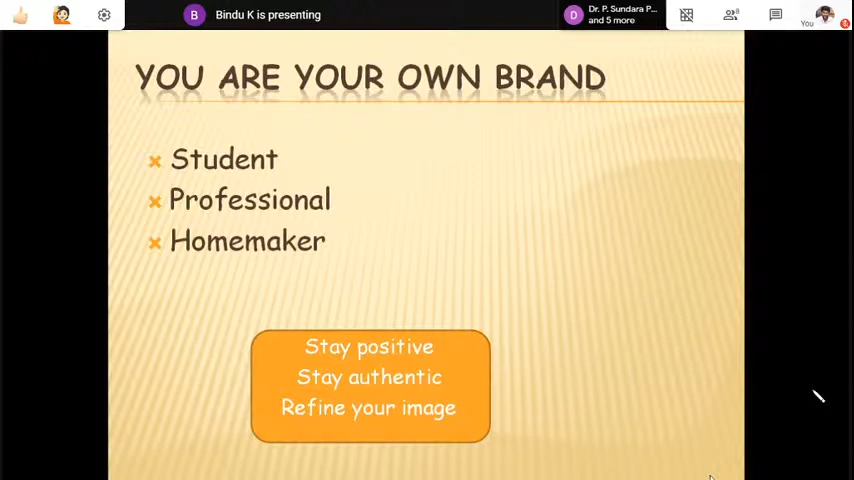 B Bindu K is presenting
D Dr. P. Sundara P...
and 5 more
8
You
YOU ARE YOUR OWN BRAND
Student
Professional
Homemaker
Stay positive
Stay authentic
Refine your image